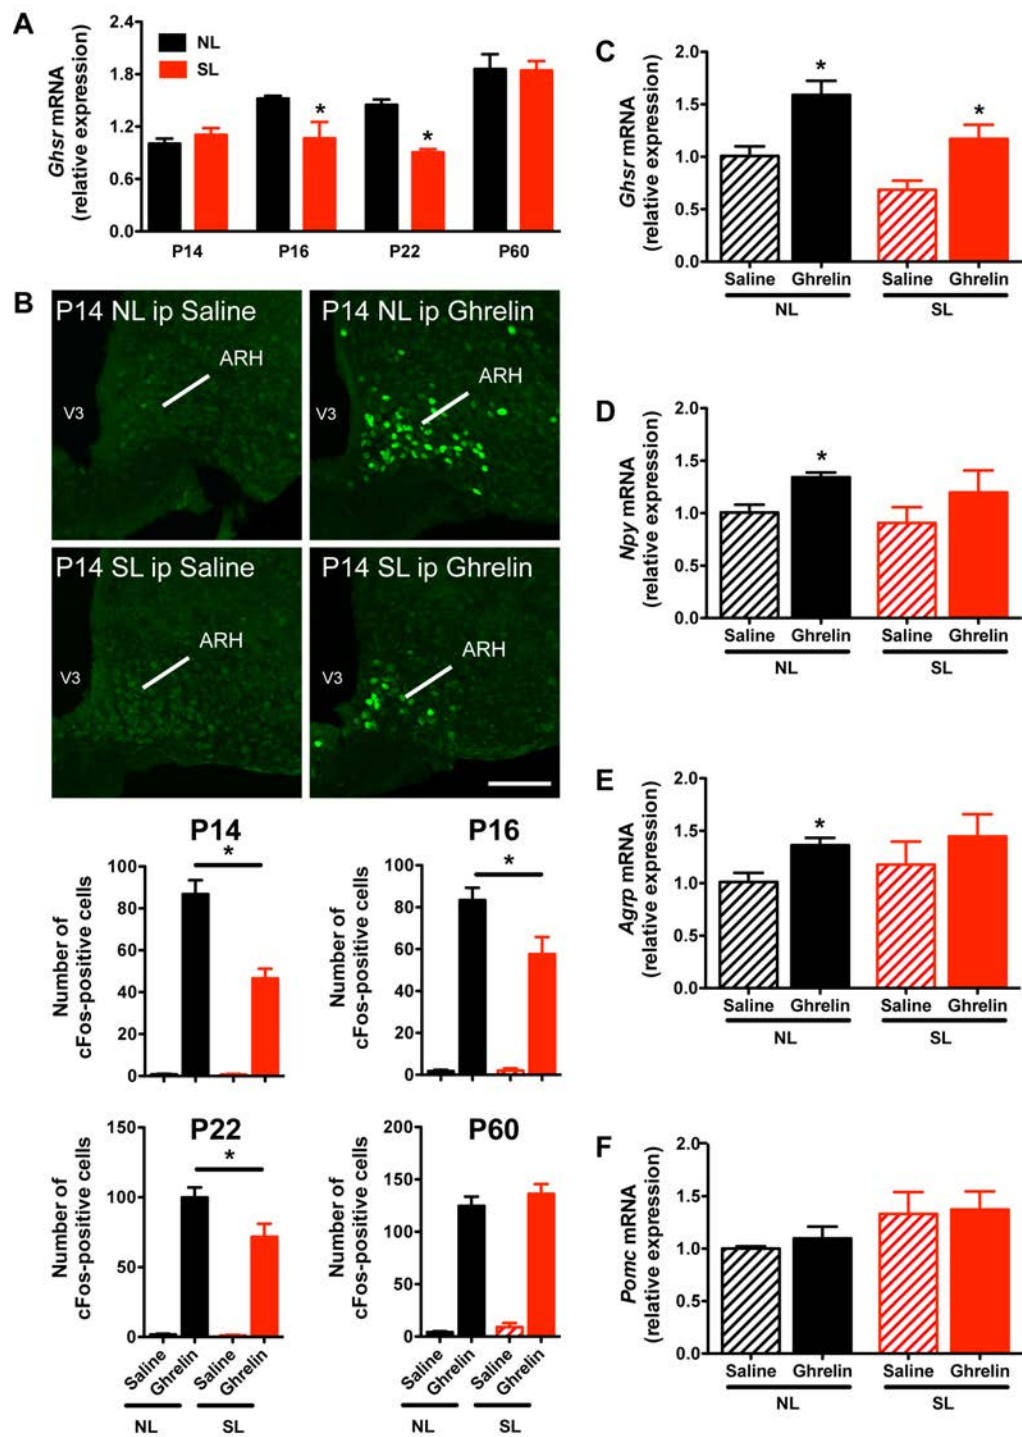 A
2.4
1.8
1.2
0.6
0.0
Ghsr mRNA
(relative expression)
NL
SL
*
*
P14
P16
P22
P60
B
P14 NL ip Saline
ARH
V3
P14 NL ip Ghrelin
ARH
P14 SL ip Saline
ARH
V3
P14 SL ip Ghrelin
ARH
V3
P14
100
80
60
40
20
0
Number of
cFos-positive cells
*
P16
100
80
60
40
20
0
Number of
cFos-positive cells
*
P22
150
100
50
0
Number of
cFos-positive cells
*
Saline
Ghrelin
Saline
Ghrelin
NL
SL
P60
200
150
100
50
0
Number of
cFos-positive cells
Saline
Ghrelin
Saline
Ghrelin
NL
SL
C
2.0
1.5
1.0
0.5
0.0
Ghsr mRNA
(relative expression)
*
*
Saline
Ghrelin
Saline
Ghrelin
NL
SL
D
2.0
1.5
1.0
0.5
0.0
Npy mRNA
(relative expression)
*
Saline
Ghrelin
Saline
Ghrelin
NL
SL
E
2.0
1.5
1.0
0.5
0.0
Agrp mRNA
(relative expression)
*
Saline
Ghrelin
Saline
Ghrelin
NL
SL
F
2.0
1.5
1.0
0.5
0.0
Pomc mRNA
(relative expression)
Saline
Ghrelin
Saline
Ghrelin
NL
SL